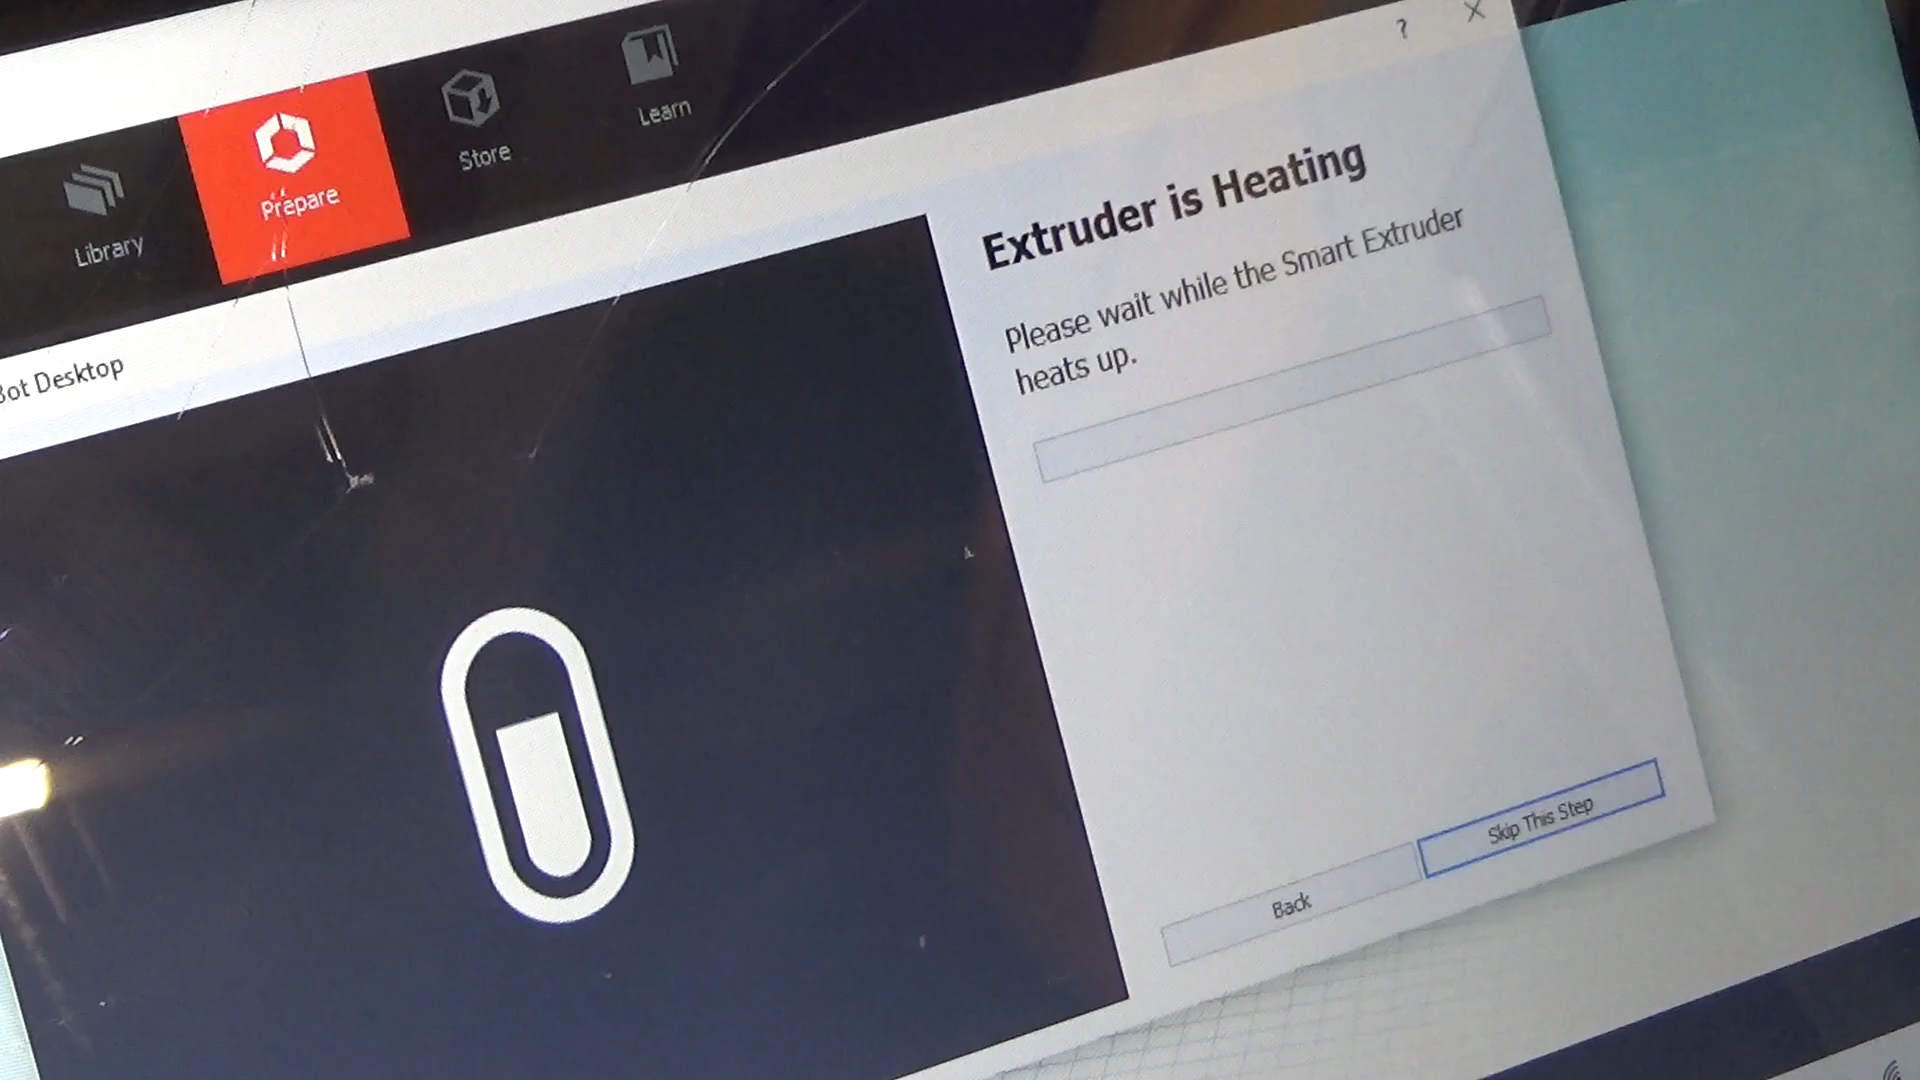 Library
Prepare
Store
Learn
?
Bot Desktop
Extruder is Heating
Please wait while the Smart Extruder
heats up.
Back
Skip This Step